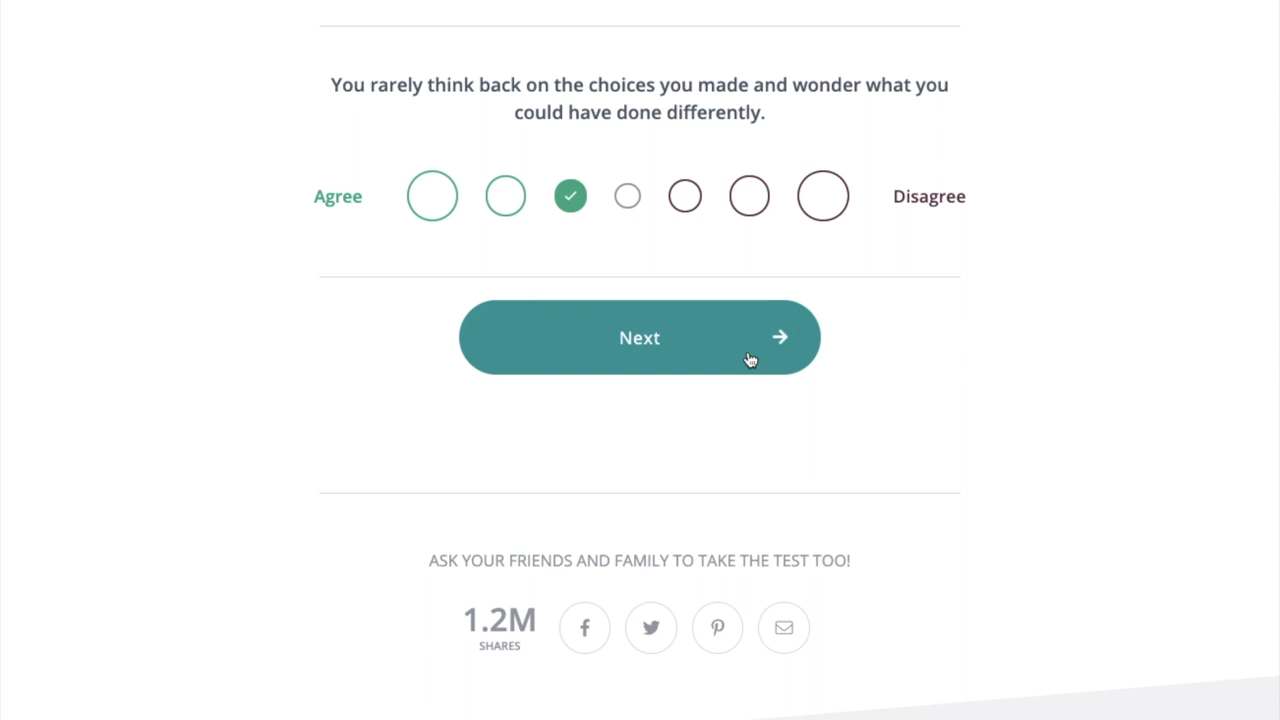 You rarely think back on the choices you made and wonder what you
could have done differently.
Agree
Disagree
Next
ASK YOUR FRIENDS AND FAMILY TO TAKE THE TEST TOO!
1.2M
SHARES